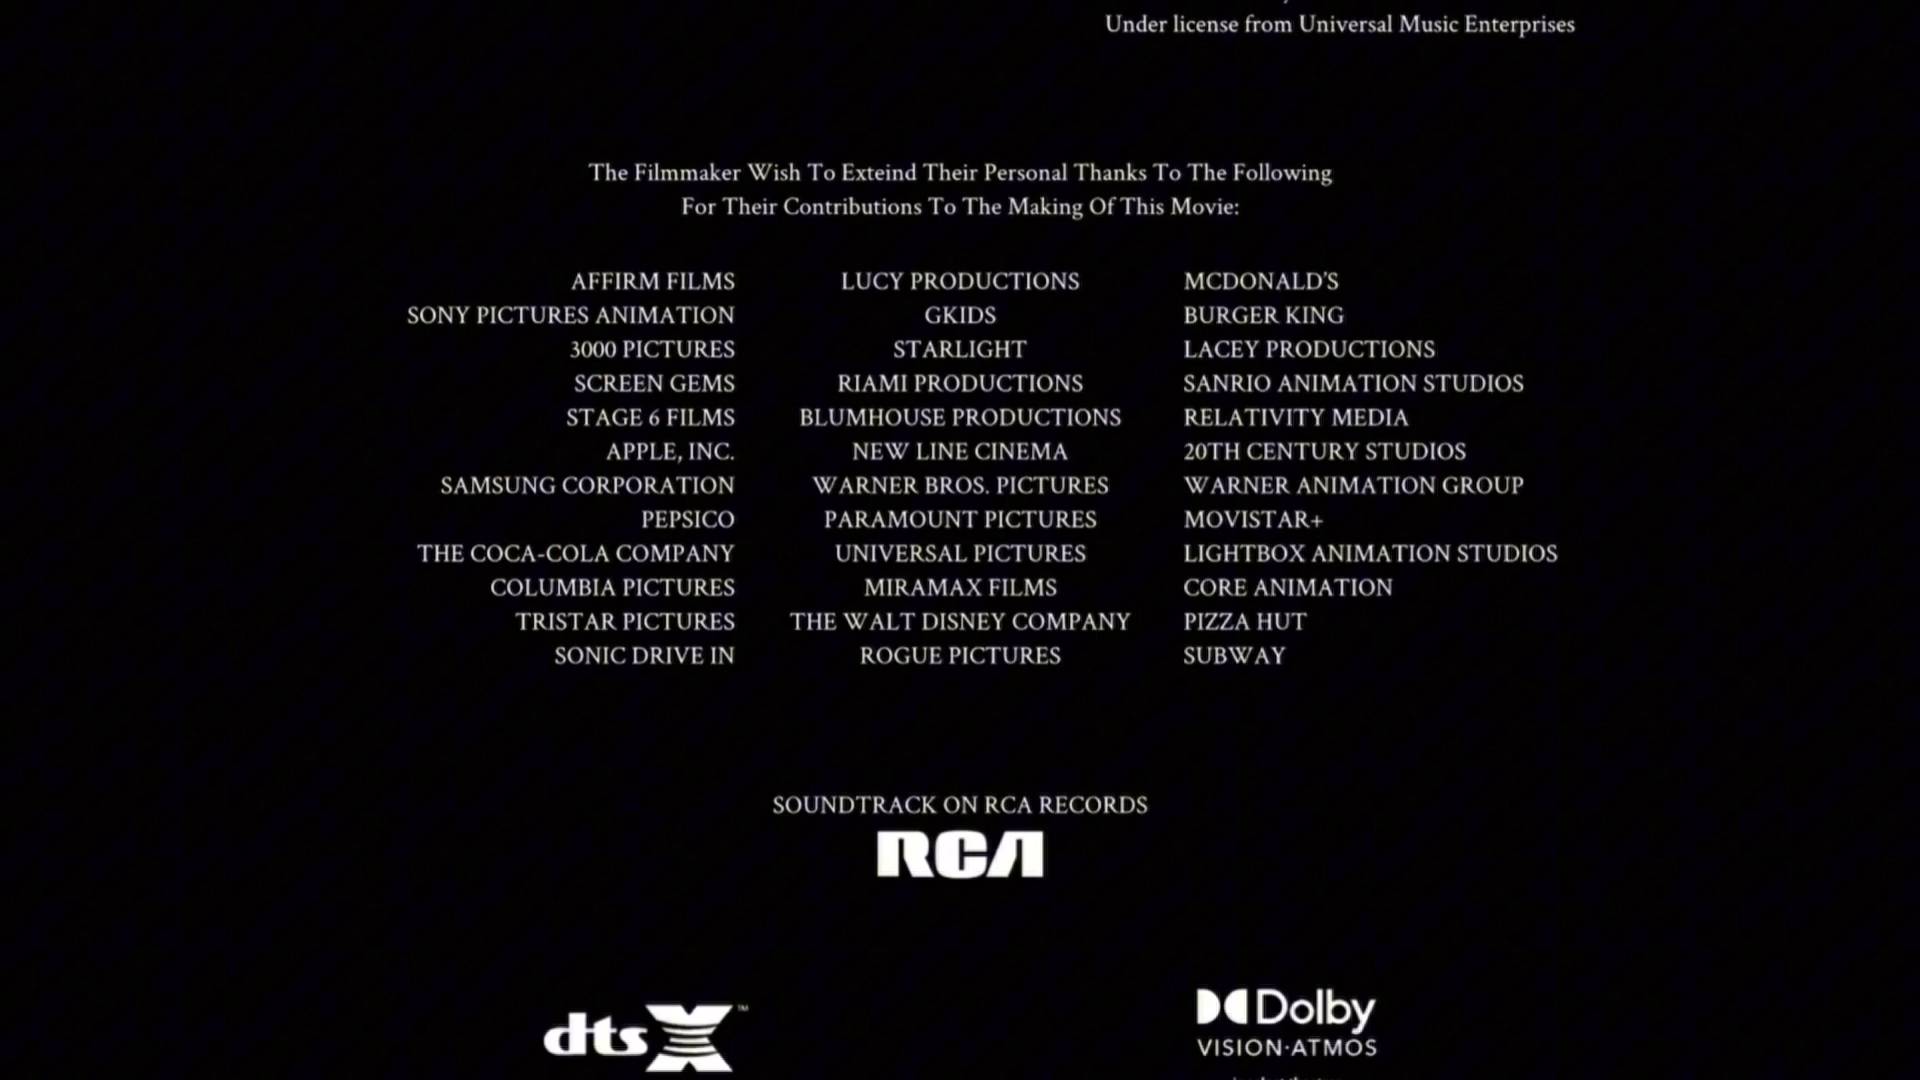 Under license from Universal Music Enterprises
The Filmmaker Wish To Exteind Their Personal Thanks To The Following
For Their Contributions To The Making Of This Movie:
AFFIRM FILMS LUCY PRODUCTIONS MCDONALD'S
SONY PICTURES ANIMATION GKIDS BURGER KING
3000 PICTURES STARLIGHT LACEY PRODUCTIONS
SCREEN GEMS RIAMI PRODUCTIONS SANRIO ANIMATION STUDIOS
STAGE 6 FILMS BLUMHOUSE PRODUCTIONS RELATIVITY MEDIA
APPLE, INC. NEW LINE CINEMA 20TH CENTURY STUDIOS
SAMSUNG CORPORATION WARNER BROS. PICTURES WARNER ANIMATION GROUP
PEPSICO PARAMOUNT PICTURES MOVISTAR+
THE COCA-COLA COMPANY UNIVERSAL PICTURES LIGHTBOX ANIMATION STUDIOS
COLUMBIA PICTURES MIRAMAX FILMS CORE ANIMATION
TRISTAR PICTURES THE WALT DISNEY COMPANY PIZZA HUT
SONIC DRIVE IN ROGUE PICTURES SUBWAY
SOUNDTRACK ON RCA RECORDS
RCA
dts X™ Dolby
VISION·ATMOS